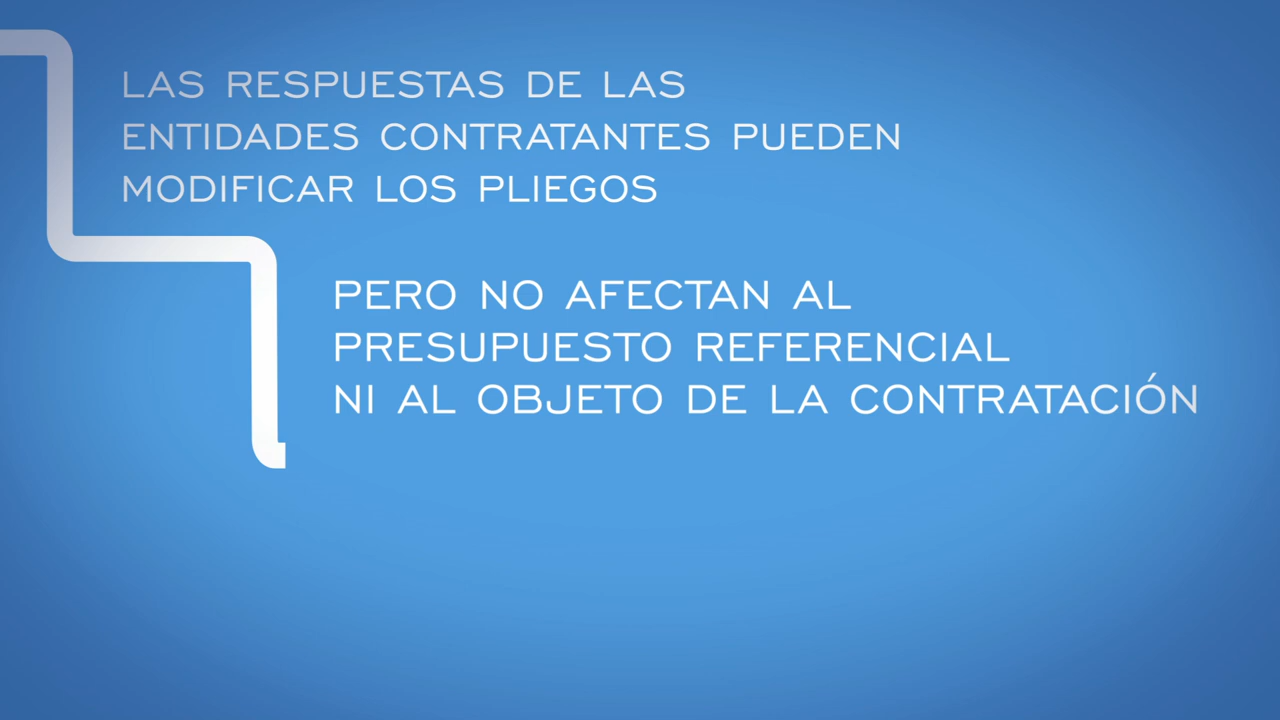 LAS RESPUESTAS DE LAS
ENTIDADES CONTRATANTES PUEDEN
MODIFICAR LOS PLIEGOS
PERO NO AFECTAN AL
PRESUPUESTO REFERENCIAL
NI AL OBJETO DE LA CONTRATACIÓN